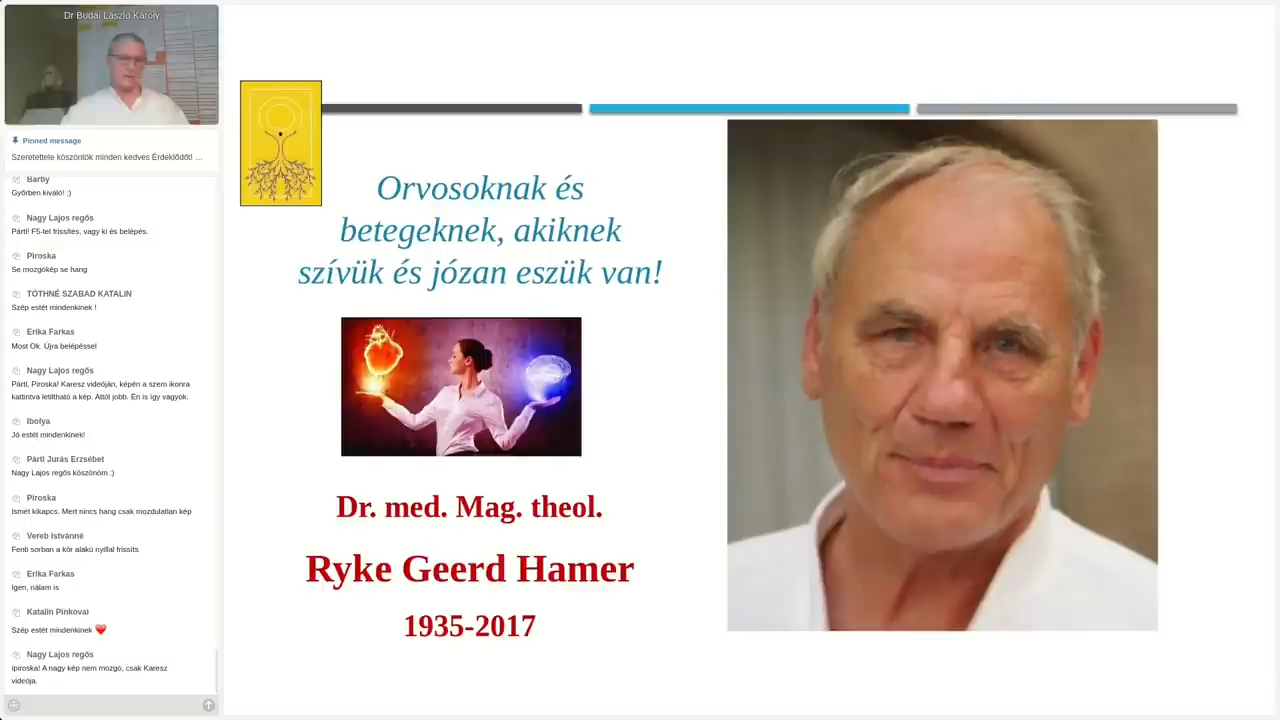 Dr Budai László Károly
Pinned message
Szeretettele köszöntök minden kedves Érdeklődőt! …
Barby
Győrben kiváló! :)
Nagy Lajos regős
Párti! F5-tel frissítés, vagy ki és belépés.
Piroska
Se mozgókép se hang
TÓTHNÉ SZABAD KATALIN
Szép estét mindenkinek !
Erika Farkas
Most Ok. Újra belépéssel
Nagy Lajos regős
Párti, Piroska! Karesz videóján, képén a szem ikonra
kattintva letiltható a kép. Attól jobb. Én is így vagyok.
Ibolya
Jó estét mindenkinek!
Párti Jurás Erzsébet
Nagy Lajos regős köszönöm :)
Piroska
Ismét kikapcs. Mert nincs hang csak mozdulatlan kép
Vereb Istvánné
Fenti sorban a kör alakú nyillal frissíts
Erika Farkas
Igen, nálam is
Katalin Pinkovai
Szép estét mindenkinek ❤️
Nagy Lajos regős
ipiroska! A nagy kép nem mozgó, csak Karesz
videója.
Orvosoknak és
betegeknek, akiknek
szívük és józan eszük van!
Dr. med. Mag. theol.
Ryke Geerd Hamer
1935-2017